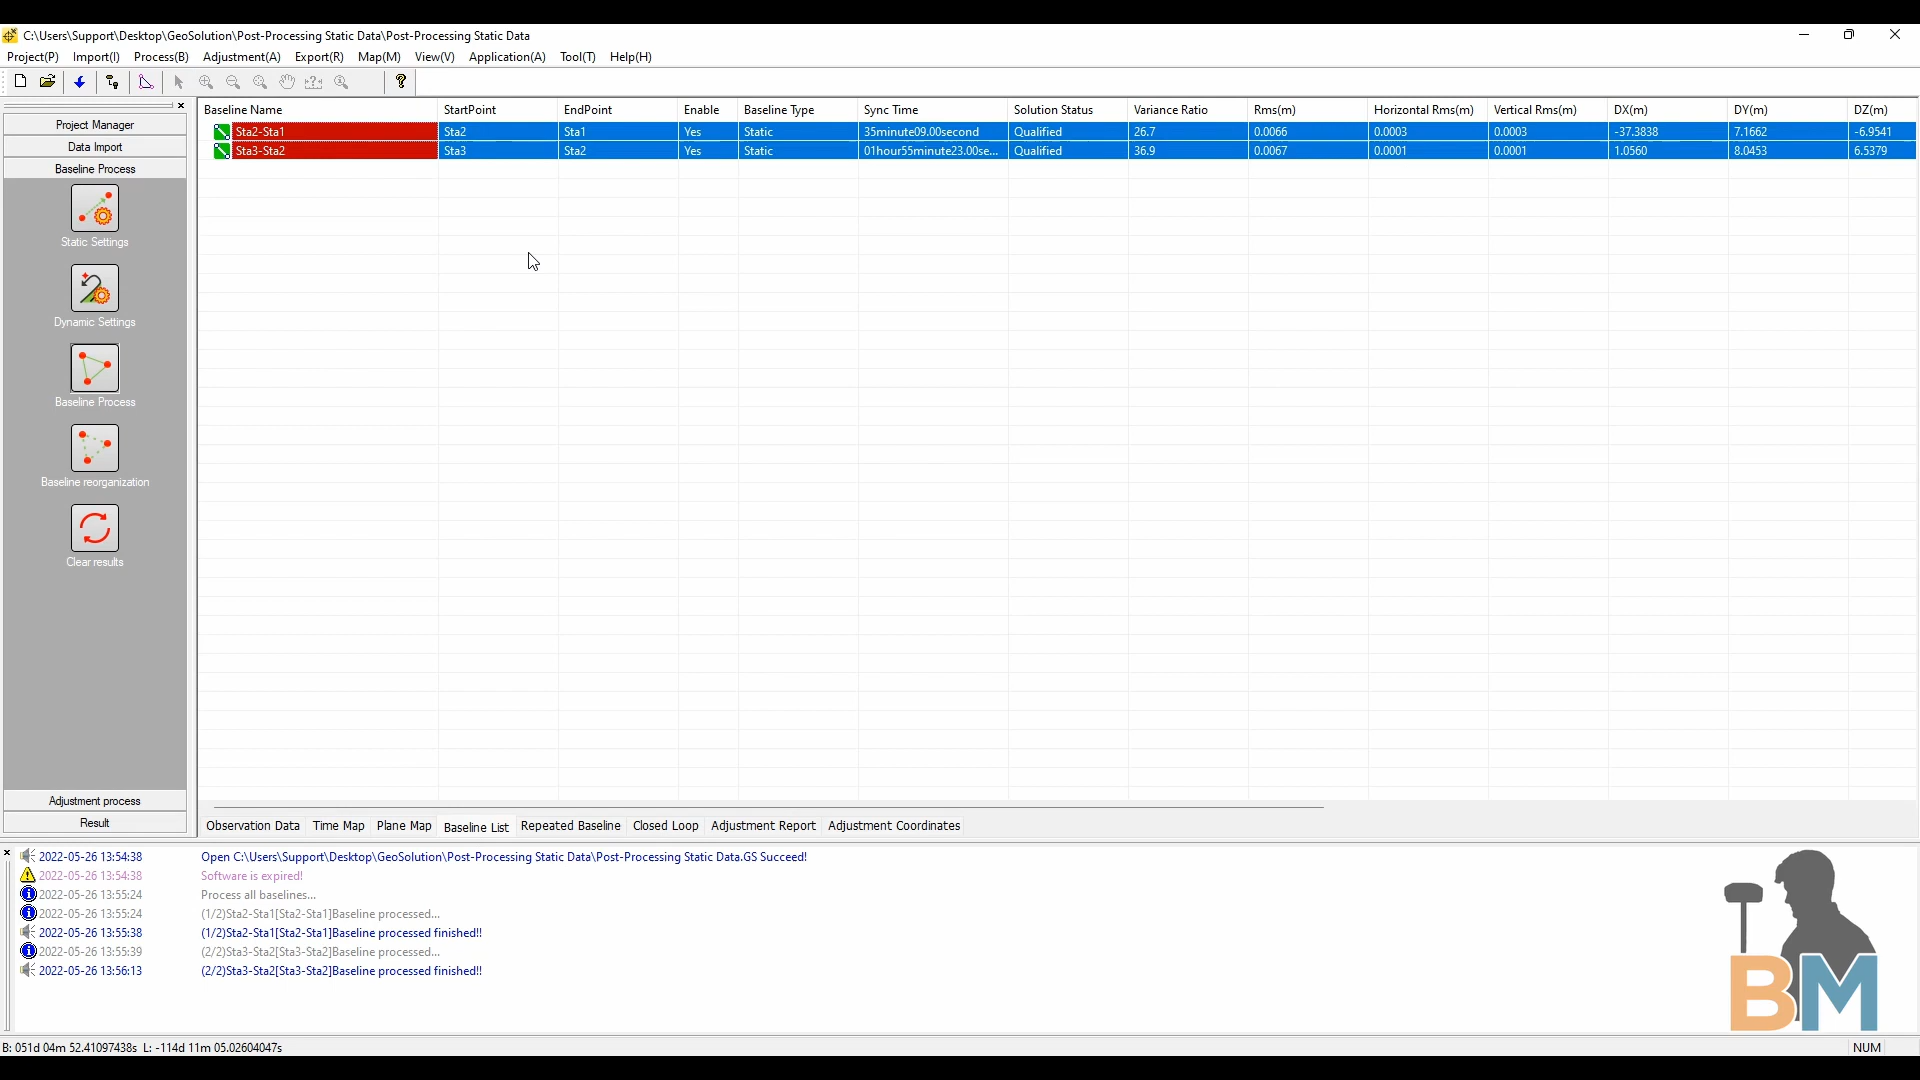 C:\Users\Support\Desktop\GeoSolution\Post-Processing Static Data\Post-Processing Static Data
Project(P) Import(I) Process(B) Adjustment(A) Export(R) Map(M) View(V) Application(A) Tool(T) Help(H)
Project Manager
Data Import
Baseline Process
Static Settings
Dynamic Settings
Baseline Process
Baseline reorganization
Clear results
Adjustment process
Result
Baseline Name StartPoint EndPoint Enable Baseline Type Sync Time Solution Status Variance Ratio Rms(m) Horizontal Rms(m) Vertical Rms(m) DX(m) DY(m) DZ(m)
Sta2-Sta1 Sta2 Sta1 Yes Static 35minute09.00second Qualified 26.7 0.0066 0.0003 0.0003 -37.3838 7.1662 -6.9541
Sta3-Sta2 Sta3 Sta2 Yes Static 01hour55minute23.00se... Qualified 36.9 0.0067 0.0001 0.0001 1.0560 8.0453 6.5379
Observation Data Time Map Plane Map Baseline List Repeated Baseline Closed Loop Adjustment Report Adjustment Coordinates
2022-05-26 13:54:38 Open C:\Users\Support\Desktop\GeoSolution\Post-Processing Static Data\Post-Processing Static Data.GS Succeed!
2022-05-26 13:54:38 Software is expired!
2022-05-26 13:55:24 Process all baselines...
2022-05-26 13:55:24 (1/2)Sta2-Sta1[Sta2-Sta1]Baseline processed...
2022-05-26 13:55:38 (1/2)Sta2-Sta1[Sta2-Sta1]Baseline processed finished!!
2022-05-26 13:55:39 (2/2)Sta3-Sta2[Sta3-Sta2]Baseline processed...
2022-05-26 13:56:13 (2/2)Sta3-Sta2[Sta3-Sta2]Baseline processed finished!!
BM
B: 051d 04m 52.41097438s L: -114d 11m 05.02604047s
NUM